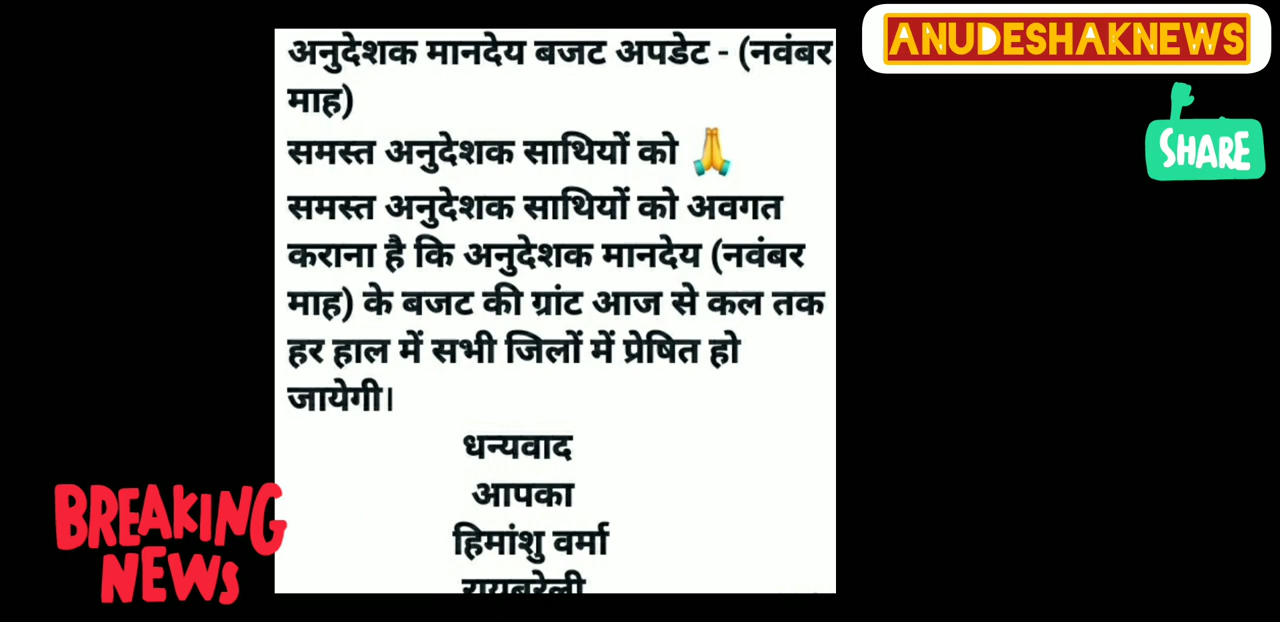 ANUDESHAKNEWS
SHARE
अनुदेशक मानदेय बजट अपडेट - (नवंबर
माह)
समस्त अनुदेशक साथियों को 🙏
समस्त अनुदेशक साथियों को अवगत
कराना है कि अनुदेशक मानदेय (नवंबर
माह) के बजट की ग्रांट आज से कल तक
हर हाल में सभी जिलों में प्रेषित हो
जायेगी।
धन्यवाद
आपका
हिमांशु वर्मा
रायबरेली
BREAKING
NEWS